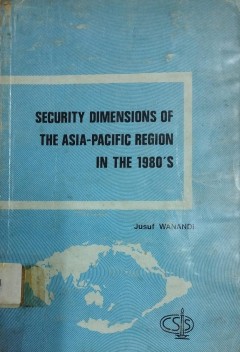 SECURITY DIMENSIONS OF
THE ASIA-PACIFIC REGION
IN THE 1980'S
Jusuf WANANDI
CSIS